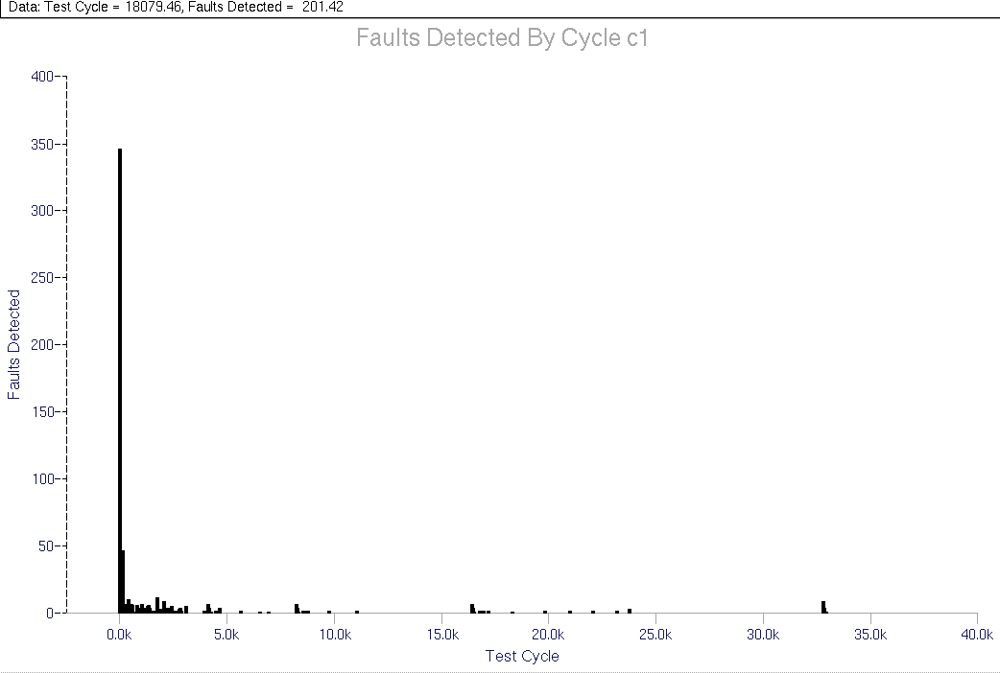 Data: Test Cycle = 18079.46, Faults Detected =  201.42
Faults Detected By Cycle c1
400
350
300
250
200
150
100
50
0
Faults Detected
0.0k 5.0k 10.0k 15.0k 20.0k 25.0k 30.0k 35.0k 40.0k
Test Cycle